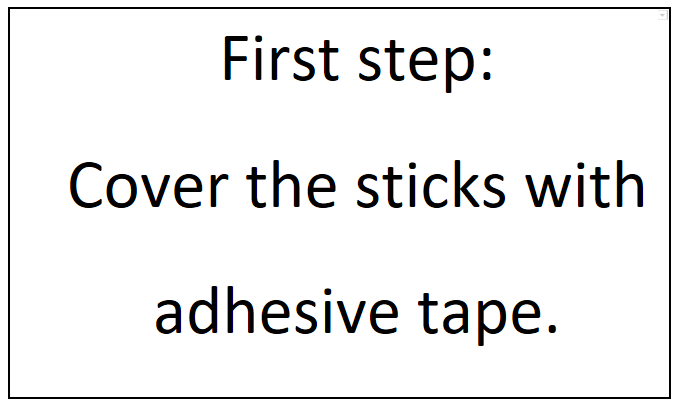 First step:
Cover the sticks with
adhesive tape.